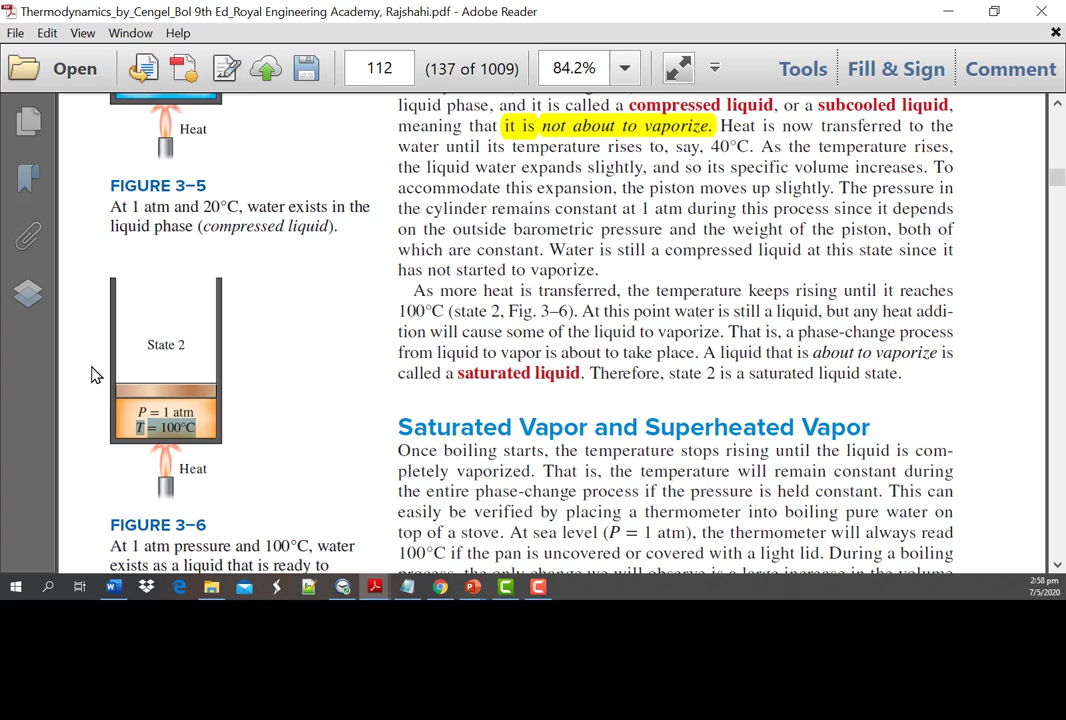 Thermodynamics_by_Cengel_Bol 9th Ed_Royal Engineering Academy, Rajshahi.pdf - Adobe Reader
File Edit View Window Help
Open 112 (137 of 1009) 84.2% Tools Fill & Sign Comment
Heat
FIGURE 3–5
At 1 atm and 20°C, water exists in the
liquid phase (compressed liquid).
State 2
P = 1 atm
T = 100°C
Heat
FIGURE 3–6
At 1 atm pressure and 100°C, water
exists as a liquid that is ready to
liquid phase, and it is called a compressed liquid, or a subcooled liquid,
meaning that it is not about to vaporize. Heat is now transferred to the
water until its temperature rises to, say, 40°C. As the temperature rises,
the liquid water expands slightly, and so its specific volume increases. To
accommodate this expansion, the piston moves up slightly. The pressure in
the cylinder remains constant at 1 atm during this process since it depends
on the outside barometric pressure and the weight of the piston, both of
which are constant. Water is still a compressed liquid at this state since it
has not started to vaporize.
As more heat is transferred, the temperature keeps rising until it reaches
100°C (state 2, Fig. 3–6). At this point water is still a liquid, but any heat addi-
tion will cause some of the liquid to vaporize. That is, a phase-change process
from liquid to vapor is about to take place. A liquid that is about to vaporize is
called a saturated liquid. Therefore, state 2 is a saturated liquid state.
Saturated Vapor and Superheated Vapor
Once boiling starts, the temperature stops rising until the liquid is com-
pletely vaporized. That is, the temperature will remain constant during
the entire phase-change process if the pressure is held constant. This can
easily be verified by placing a thermometer into boiling pure water on
top of a stove. At sea level (P = 1 atm), the thermometer will always read
100°C if the pan is uncovered or covered with a light lid. During a boiling
process, the only change we will observe is a large increase in the volume
2:58 pm
7/5/2020